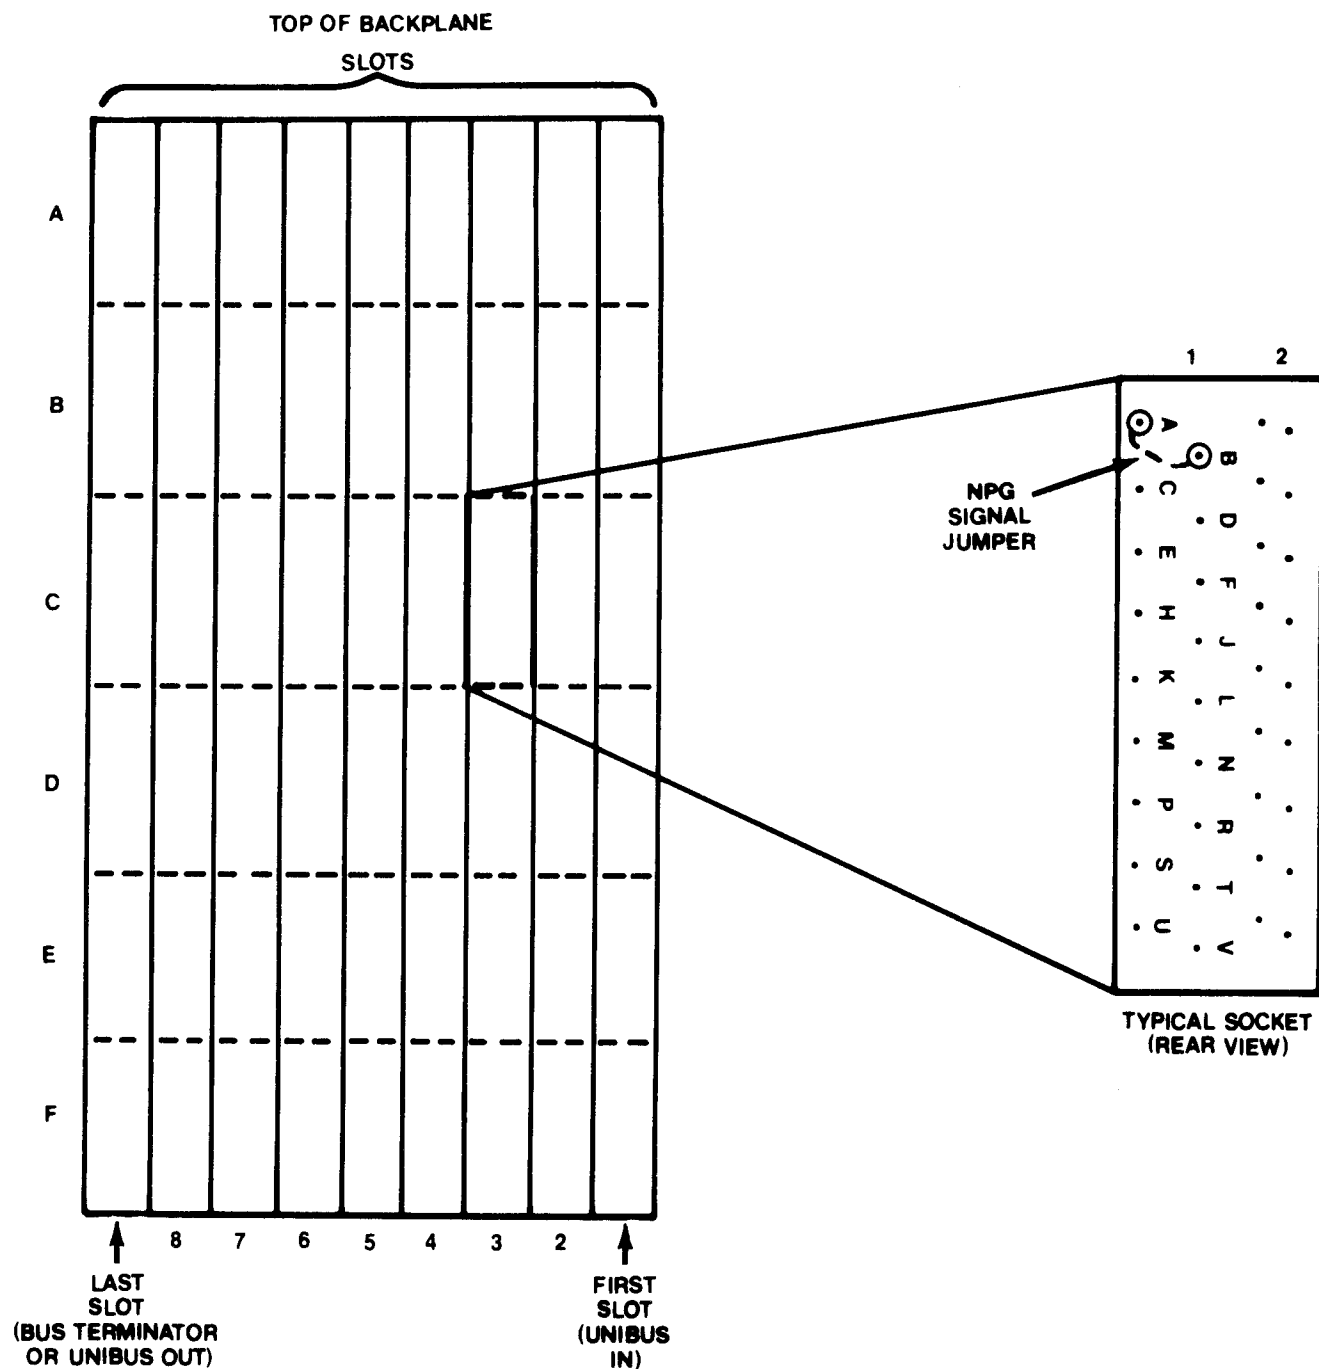 TOP OF BACKPLANE
SLOTS
A
B
C
D
E
F
8 7 6 5 4 3 2
LAST
SLOT
(BUS TERMINATOR
OR UNIBUS OUT)
FIRST
SLOT
(UNIBUS
IN)
NPG
SIGNAL
JUMPER
1 2
A
B
C
D
E
F
H
J
K
L
M
N
P
R
S
T
U
V
TYPICAL SOCKET
(REAR VIEW)